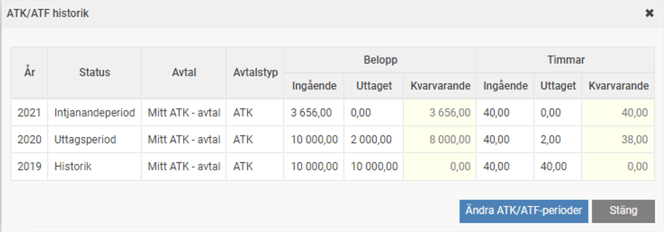 ATK/ATF historik ✖
År Status Avtal Avtalstyp Belopp Timmar
Ingående Uttaget Kvarvarande Ingående Uttaget Kvarvarande
2021 Intjanandeperiod Mitt ATK - avtal ATK 3 656,00 0,00 3 656,00 40,00 0,00 40,00
2020 Uttagsperiod Mitt ATK - avtal ATK 10 000,00 2 000,00 8 000,00 40,00 2,00 38,00
2019 Historik Mitt ATK - avtal ATK 10 000,00 10 000,00 0,00 40,00 40,00 0,00
Ändra ATK/ATF-perioder Stäng